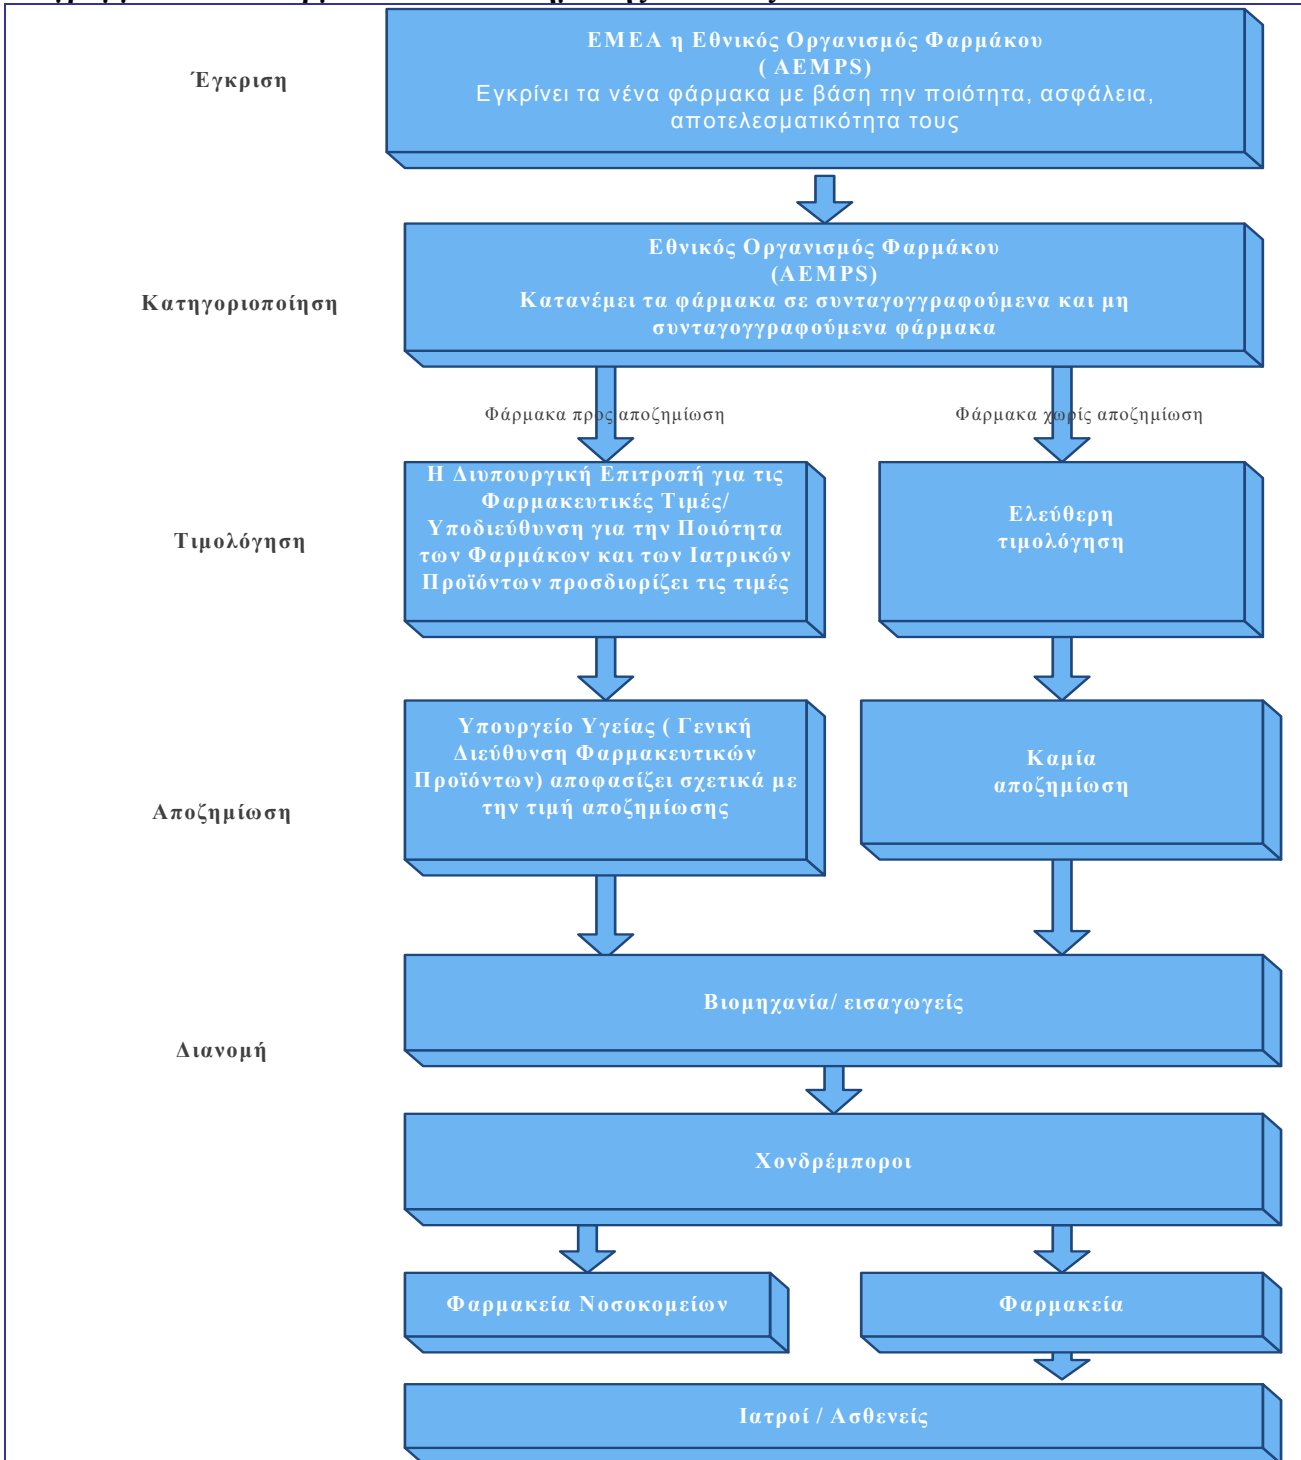 Έγκριση
ΕΜΕΑ η Εθνικός Οργανισμός Φαρμάκου
( AEMPS)
Εγκρίνει τα νένα φάρμακα με βάση την ποιότητα, ασφάλεια,
αποτελεσματικότητα τους
Κατηγοριοποίηση
Εθνικός Οργανισμός Φαρμάκου
(AEMPS)
Κατανέμει τα φάρμακα σε συνταγογγραφούμενα και μη
συνταγογγραφούμενα φάρμακα
Φάρμακα προς αποζημίωση
Φάρμακα χωρίς αποζημίωση
Τιμολόγηση
Η Διυπουργική Επιτροπή για τις
Φαρμακευτικές Τιμές/
Υποδιεύθυνση για την Ποιότητα
των Φαρμάκων και των Ιατρικών
Προϊόντων προσδιορίζει τις τιμές
Ελεύθερη
τιμολόγηση
Αποζημίωση
Υπουργείο Υγείας ( Γενική
Διεύθυνση Φαρμακευτικών
Προϊόντων) αποφασίζει σχετικά με
την τιμή αποζημίωσης
Καμία
αποζημίωση
Διανομή
Βιομηχανία/ εισαγωγείς
Χονδρέμποροι
Φαρμακεία Νοσοκομείων
Φαρμακεία
Ιατροί / Ασθενείς